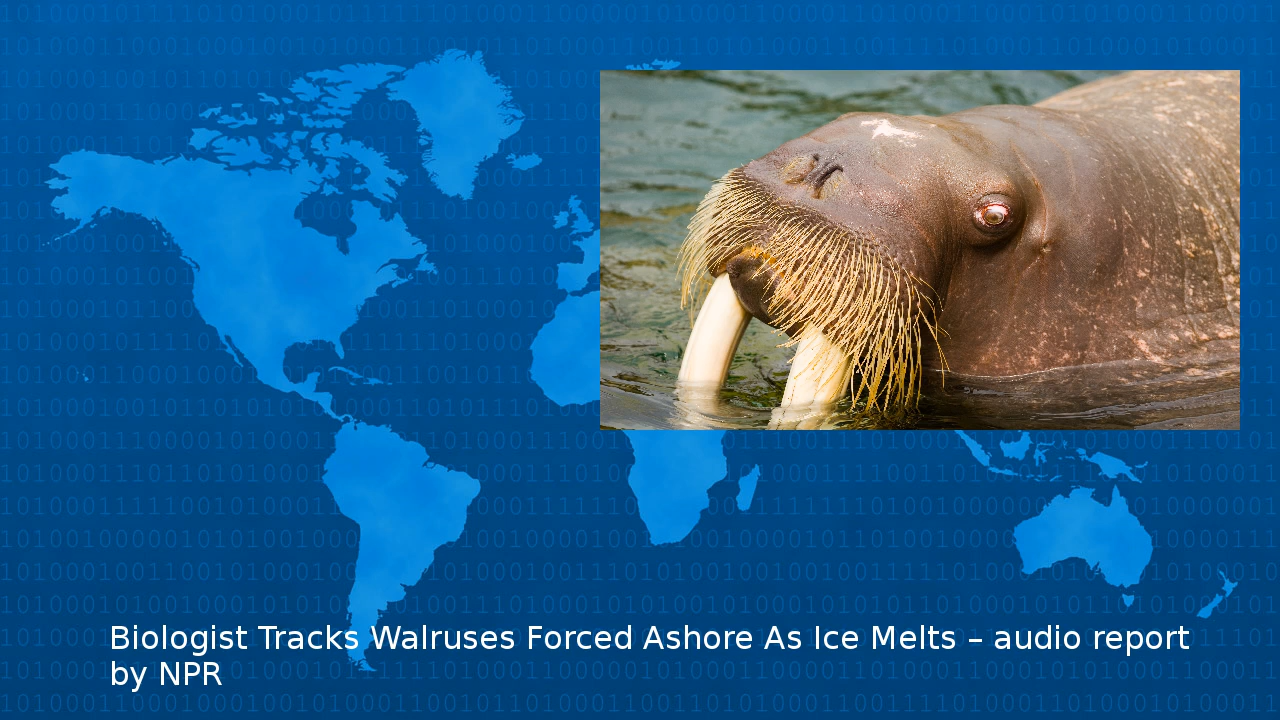 Biologist Tracks Walruses Forced Ashore As Ice Melts – audio report
by NPR